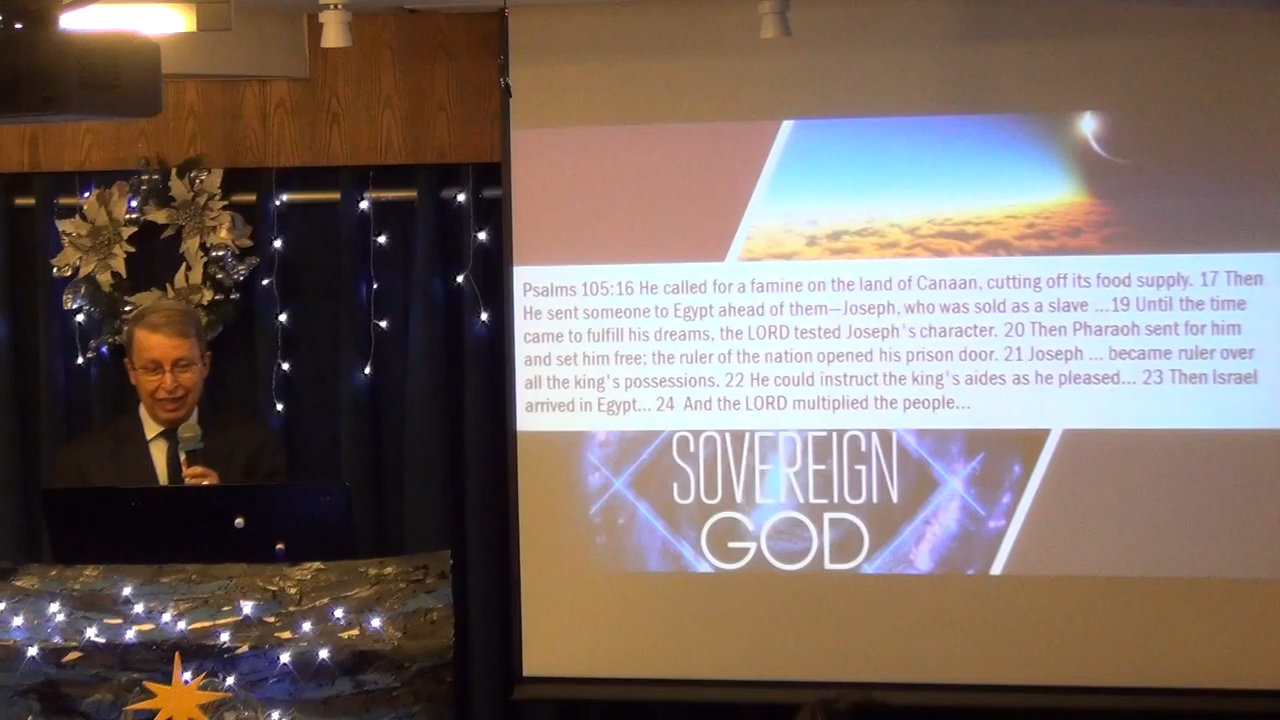 Psalms 105:16 He called for a famine on the land of Canaan, cutting off its food supply. 17 Then
He sent someone to Egypt ahead of them—Joseph, who was sold as a slave ...19 Until the time
came to fulfill his dreams, the LORD tested Joseph's character. 20 Then Pharaoh sent for him
and set him free; the ruler of the nation opened his prison door. 21 Joseph ... became ruler over
all the king's possessions. 22 He could instruct the king's aides as he pleased... 23 Then Israel
arrived in Egypt... 24 And the LORD multiplied the people...
SOVEREIGN
GOD